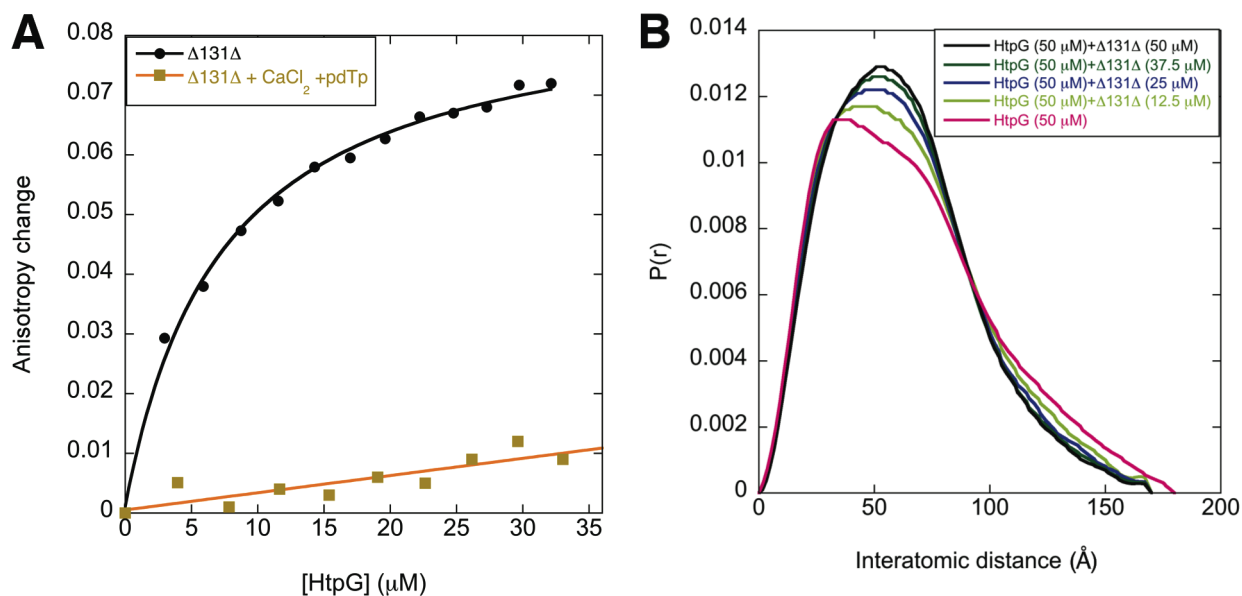 A
Δ131Δ
Δ131Δ + CaCl2 +pdTp
0.08
0.07
0.06
0.05
0.04
0.03
0.02
0.01
0
Anisotropy change
0 5 10 15 20 25 30 35
[HtpG] (μM)
B
HtpG (50 μM)+Δ131Δ (50 μM)
HtpG (50 μM)+Δ131Δ (37.5 μM)
HtpG (50 μM)+Δ131Δ (25 μM)
HtpG (50 μM)+Δ131Δ (12.5 μM)
HtpG (50 μM)
0.014
0.012
0.01
0.008
0.006
0.004
0.002
0
P(r)
0 50 100 150 200
Interatomic distance (Å)